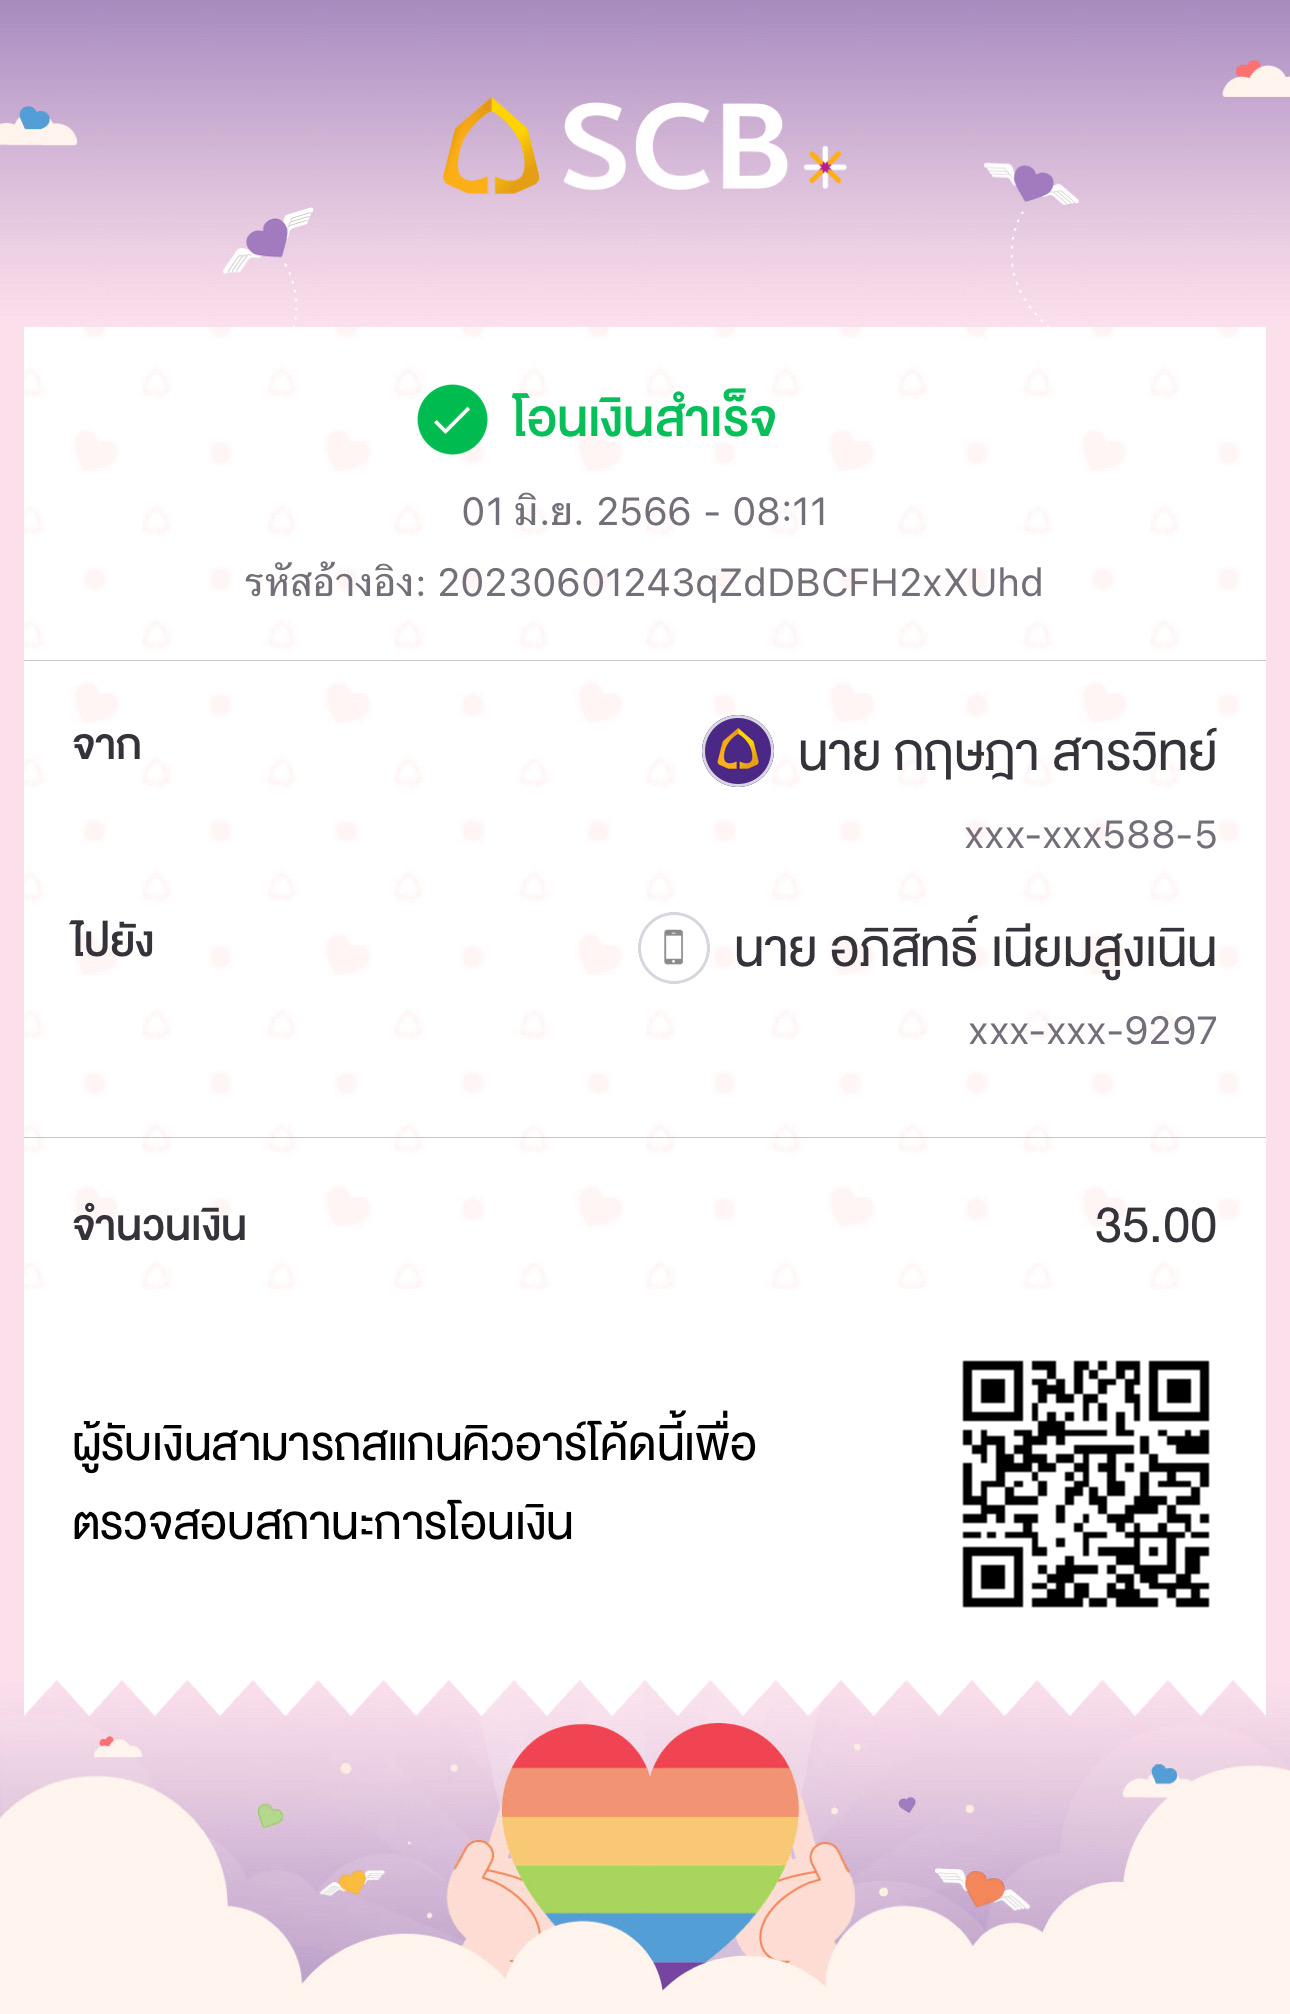 SCB
โอนเงินสำเร็จ
01 มิ.ย. 2566 - 08:11
รหัสอ้างอิง: 20230601243qZdDBCFH2xXUhd
จาก
นาย กฤษฎา สารวิทย์
xxx-xxx588-5
ไปยัง
นาย อภิสิทธิ์ เนียมสูงเนิน
xxx-xxx-9297
จำนวนเงิน
35.00
ผู้รับเงินสามารถสแกนคิวอาร์โค้ดนี้เพื่อ
ตรวจสอบสถานะการโอนเงิน